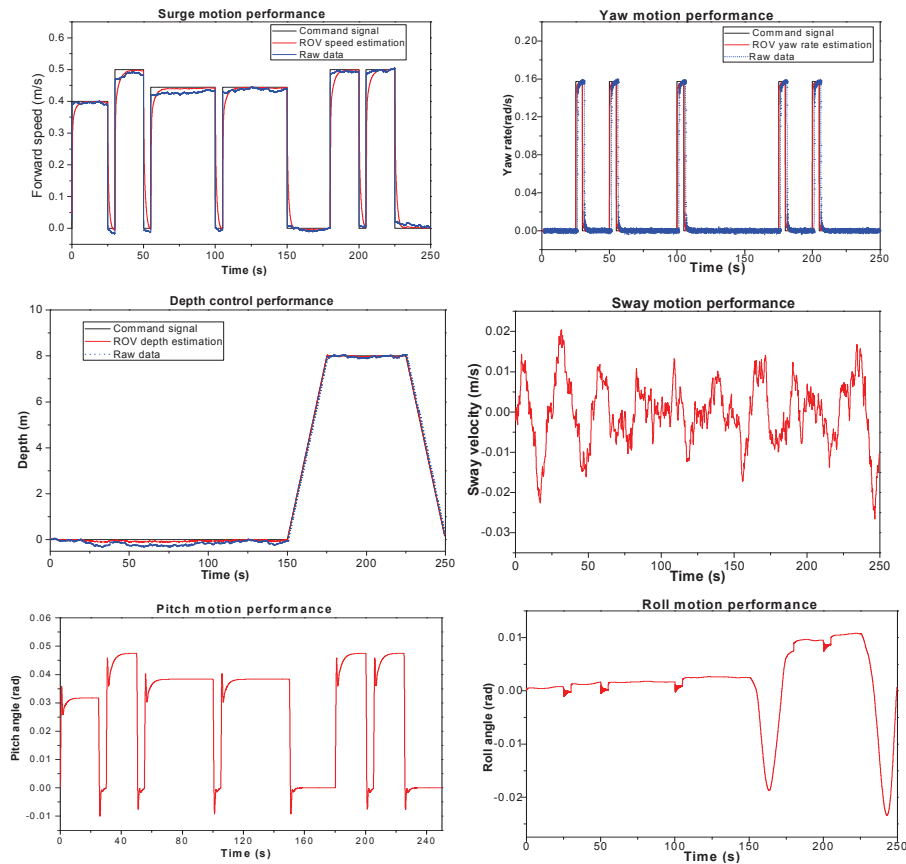 Surge motion performance
Command signal
ROV speed estimation
Raw data
Forward speed (m/s)
0.6
0.5
0.4
0.3
0.2
0.1
0.0
0 50 100 150 200 250
Time (s)
Yaw motion performance
Command signal
ROV yaw rate estimation
Raw data
Yaw rate(rad/s)
0.20
0.16
0.12
0.08
0.04
0.00
0 50 100 150 200 250
Time (s)
Depth control performance
Command signal
ROV depth estimation
Raw data
Depth (m)
10
8
6
4
2
0
0 50 100 150 200 250
Time (s)
Sway motion performance
Sway velocity (m/s)
0.02
0.01
0.00
-0.01
-0.02
-0.03
0 50 100 150 200 250
Time (s)
Pitch motion performance
Pitch angle (rad)
0.06
0.05
0.04
0.03
0.02
0.01
0.00
-0.01
0 40 80 120 160 200 240
Time (s)
Roll motion performance
Roll angle (rad)
0.01
0.00
-0.01
-0.02
0 50 100 150 200 250
Time (s)